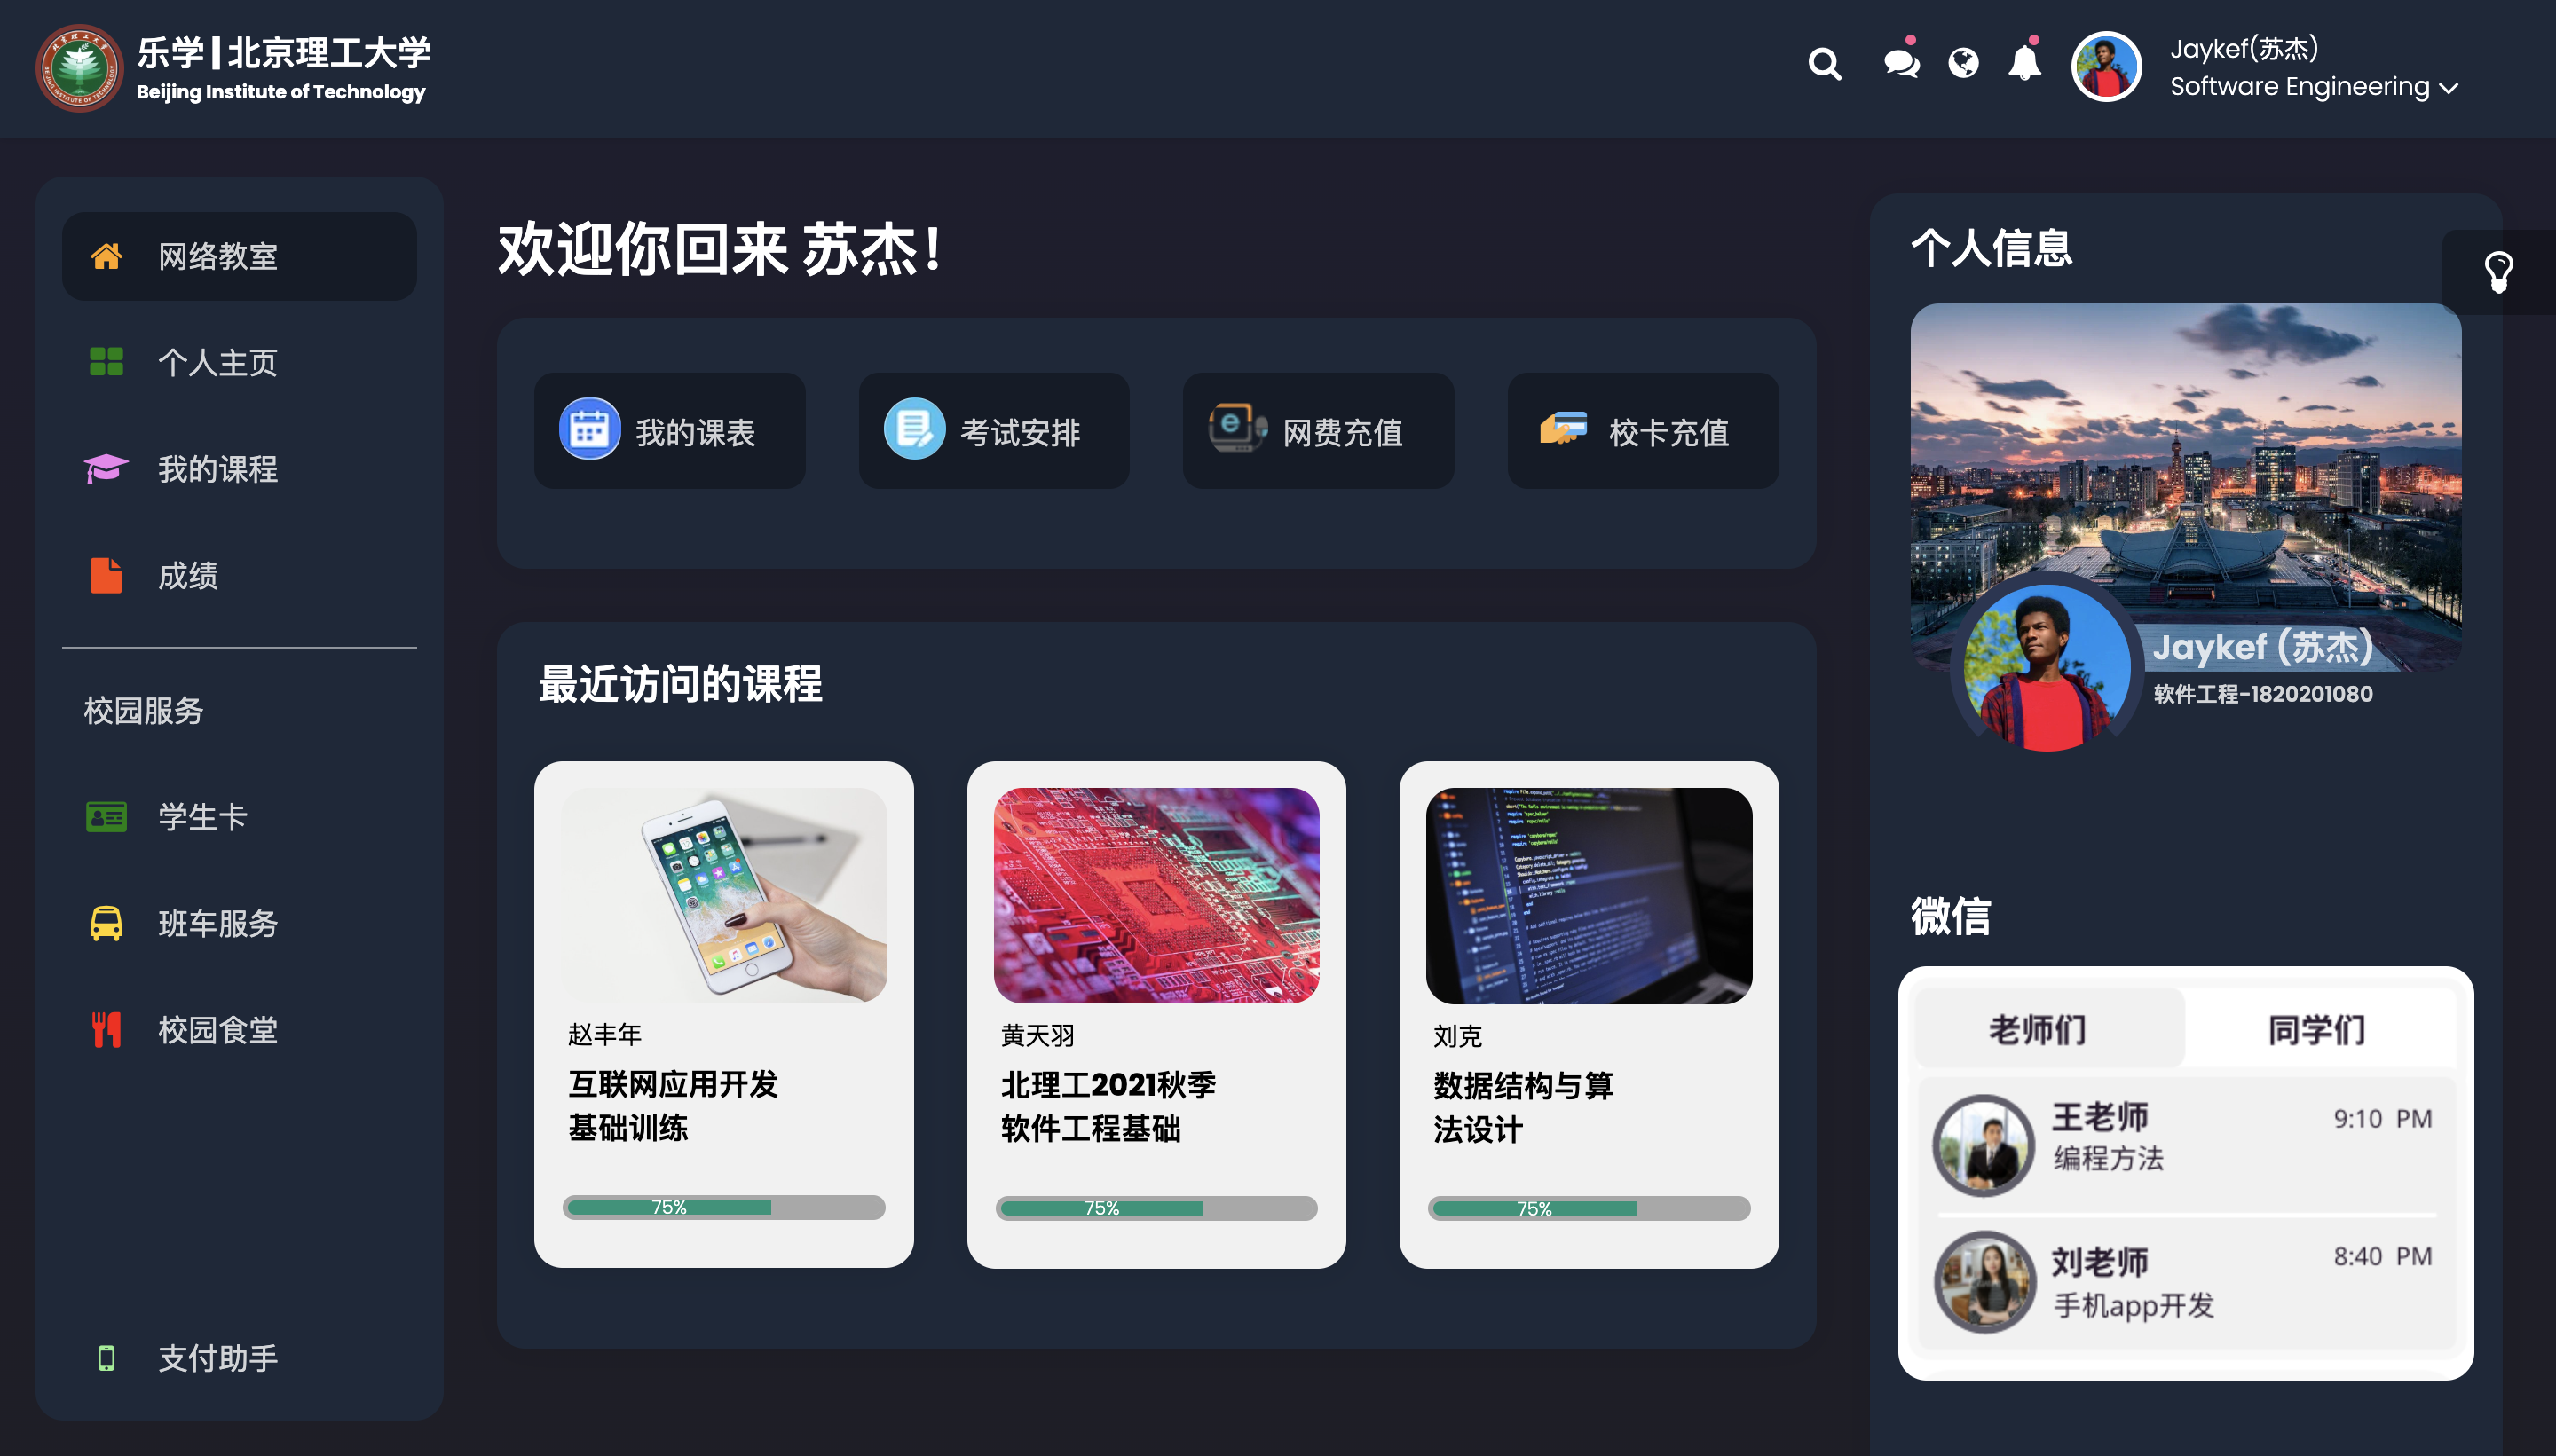 乐学|北京理工大学
Beijing Institute of Technology
Jaykef(苏杰)
Software Engineering
网络教室
个人主页
我的课程
成绩
校园服务
学生卡
班车服务
校园食堂
支付助手
欢迎你回来 苏杰!
我的课表
考试安排
网费充值
校卡充值
最近访问的课程
赵丰年
互联网应用开发
基础训练
75%
黄天羽
北理工2021秋季
软件工程基础
75%
刘克
数据结构与算
法设计
75%
个人信息
Jaykef (苏杰)
软件工程-1820201080
微信
老师们
同学们
王老师
9:10 PM
编程方法
刘老师
8:40 PM
手机app开发